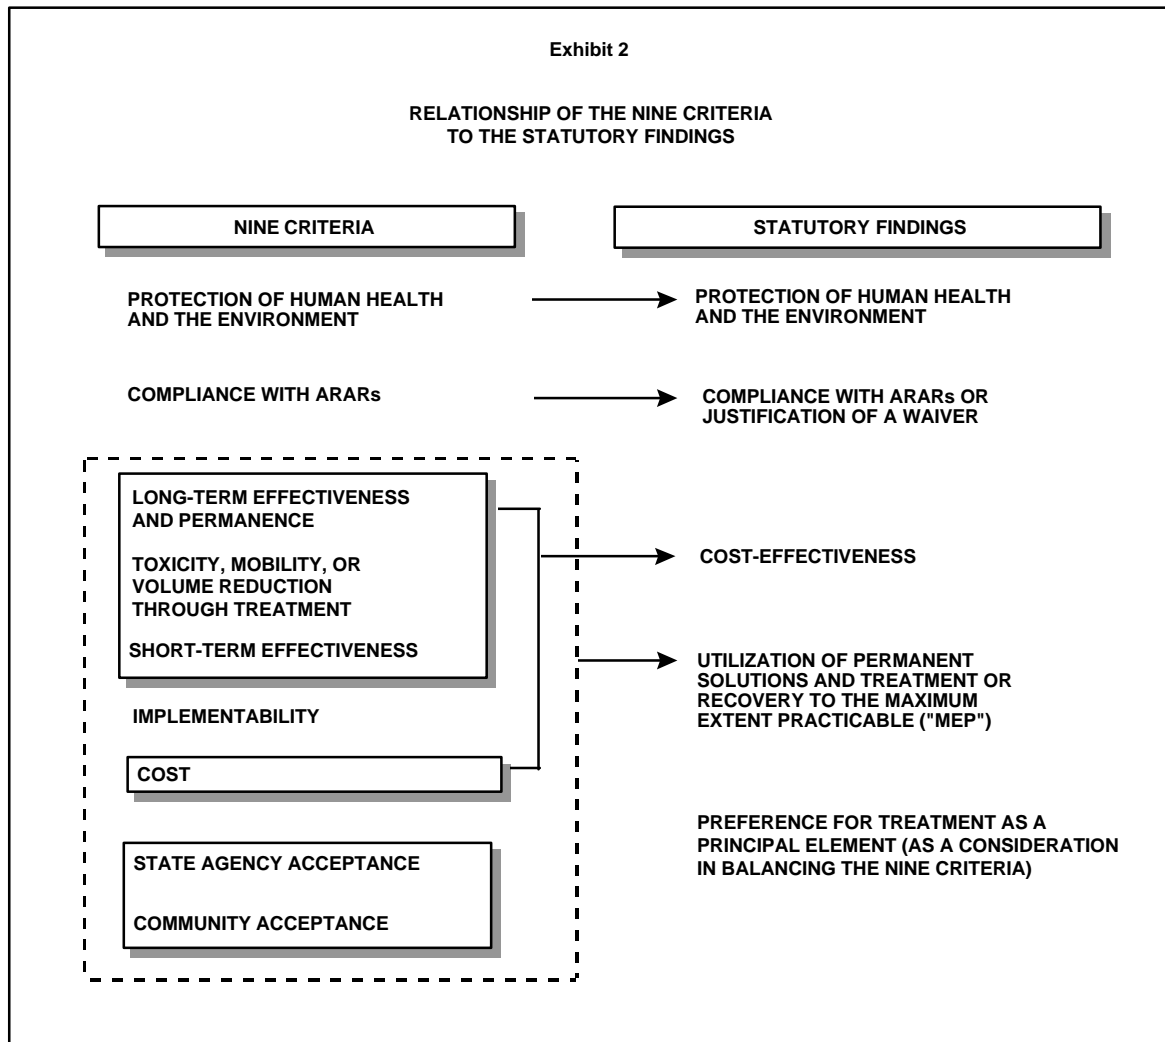 Exhibit 2
RELATIONSHIP OF THE NINE CRITERIA
TO THE STATUTORY FINDINGS
NINE CRITERIA
STATUTORY FINDINGS
PROTECTION OF HUMAN HEALTH
AND THE ENVIRONMENT
PROTECTION OF HUMAN HEALTH
AND THE ENVIRONMENT
COMPLIANCE WITH ARARs
COMPLIANCE WITH ARARs OR
JUSTIFICATION OF A WAIVER
LONG-TERM EFFECTIVENESS
AND PERMANENCE
TOXICITY, MOBILITY, OR
VOLUME REDUCTION
THROUGH TREATMENT
SHORT-TERM EFFECTIVENESS
COST-EFFECTIVENESS
IMPLEMENTABILITY
UTILIZATION OF PERMANENT
SOLUTIONS AND TREATMENT OR
RECOVERY TO THE MAXIMUM
EXTENT PRACTICABLE ("MEP")
COST
STATE AGENCY ACCEPTANCE
COMMUNITY ACCEPTANCE
PREFERENCE FOR TREATMENT AS A
PRINCIPAL ELEMENT (AS A CONSIDERATION
IN BALANCING THE NINE CRITERIA)